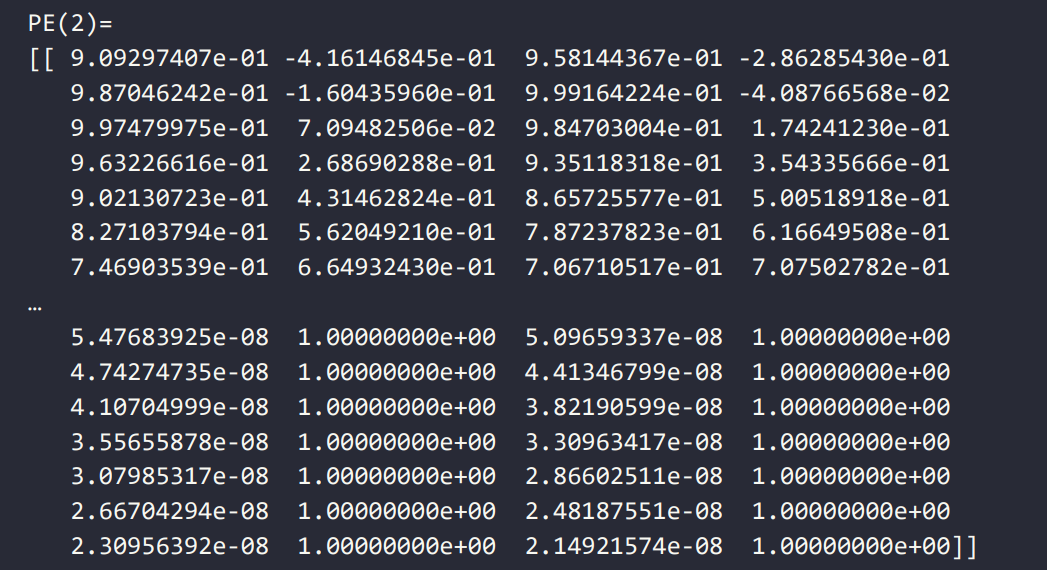 PE(2)=
[[ 9.09297407e-01 -4.16146845e-01  9.58144367e-01 -2.86285430e-01
   9.87046242e-01 -1.60435960e-01  9.99164224e-01 -4.08766568e-02
   9.97479975e-01  7.09482506e-02  9.84703004e-01  1.74241230e-01
   9.63226616e-01  2.68690288e-01  9.35118318e-01  3.54335666e-01
   9.02130723e-01  4.31462824e-01  8.65725577e-01  5.00518918e-01
   8.27103794e-01  5.62049210e-01  7.87237823e-01  6.16649508e-01
   7.46903539e-01  6.64932430e-01  7.06710517e-01  7.07502782e-01
…
   5.47683925e-08  1.00000000e+00  5.09659337e-08  1.00000000e+00
   4.74274735e-08  1.00000000e+00  4.41346799e-08  1.00000000e+00
   4.10704999e-08  1.00000000e+00  3.82190599e-08  1.00000000e+00
   3.55655878e-08  1.00000000e+00  3.30963417e-08  1.00000000e+00
   3.07985317e-08  1.00000000e+00  2.86602511e-08  1.00000000e+00
   2.66704294e-08  1.00000000e+00  2.48187551e-08  1.00000000e+00
   2.30956392e-08  1.00000000e+00  2.14921574e-08  1.00000000e+00]]